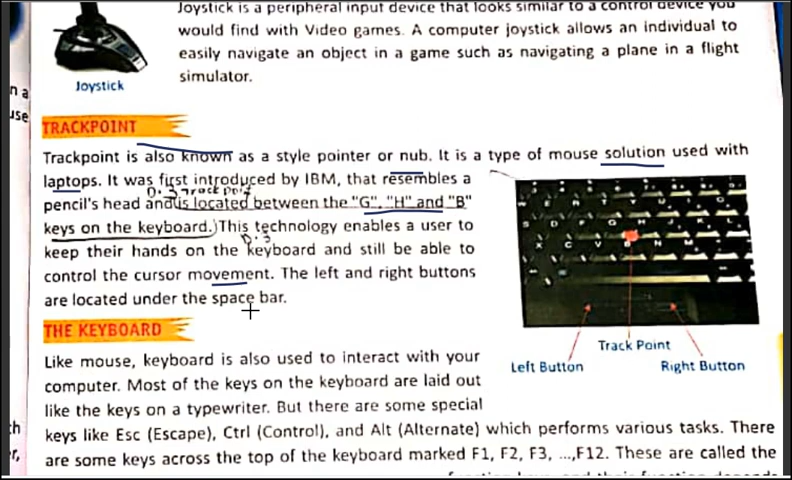 Joystick is a peripheral input device that looks similar to a control device you
would find with Video games. A computer joystick allows an individual to
easily navigate an object in a game such as navigating a plane in a flight
simulator.
Joystick
TRACKPOINT
Trackpoint is also known as a style pointer or nub. It is a type of mouse solution used with
laptops. It was first introduced by IBM, that resembles a
pencil's head and is located between the "G", "H" and "B"
keys on the keyboard. This technology enables a user to
keep their hands on the keyboard and still be able to
control the cursor movement. The left and right buttons
are located under the space bar.
Track Point
Left Button
Right Button
THE KEYBOARD
Like mouse, keyboard is also used to interact with your
computer. Most of the keys on the keyboard are laid out
like the keys on a typewriter. But there are some special
keys like Esc (Escape), Ctrl (Control), and Alt (Alternate) which performs various tasks. There
are some keys across the top of the keyboard marked F1, F2, F3, ...,F12. These are called the